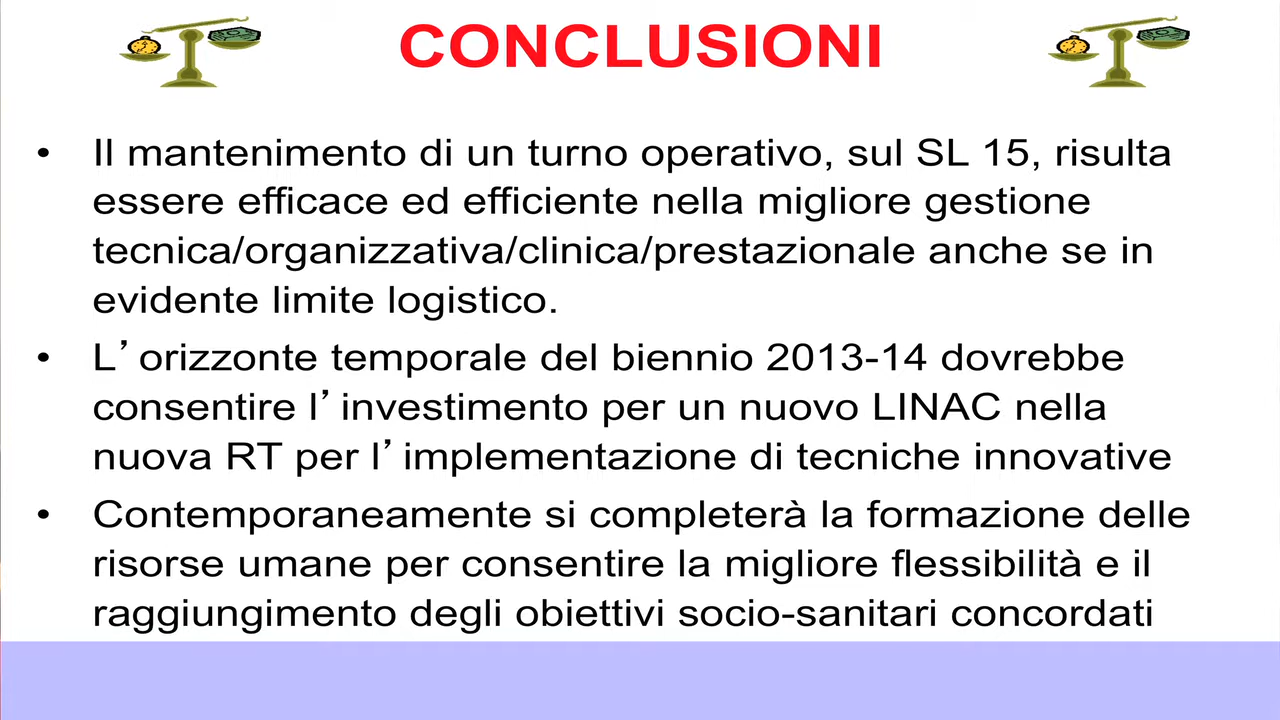 CONCLUSIONI
• Il mantenimento di un turno operativo, sul SL 15, risulta
essere efficace ed efficiente nella migliore gestione
tecnica/organizzativa/clinica/prestazionale anche se in
evidente limite logistico.
• L’orizzonte temporale del biennio 2013-14 dovrebbe
consentire l’investimento per un nuovo LINAC nella
nuova RT per l’implementazione di tecniche innovative
• Contemporaneamente si completerà la formazione delle
risorse umane per consentire la migliore flessibilità e il
raggiungimento degli obiettivi socio-sanitari concordati